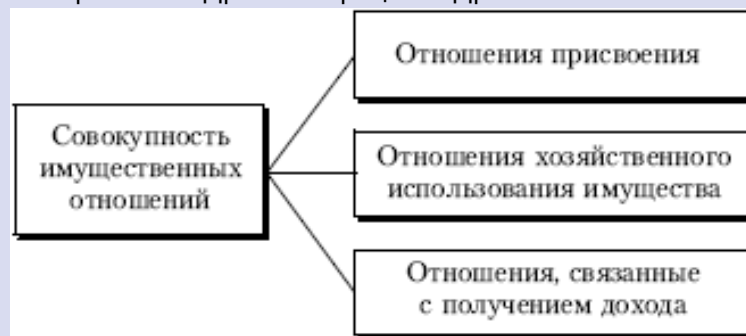 Совокупность
имущественных
отношений
Отношения присвоения
Отношения хозяйственного
использования имущества
Отношения, связанные
с получением дохода